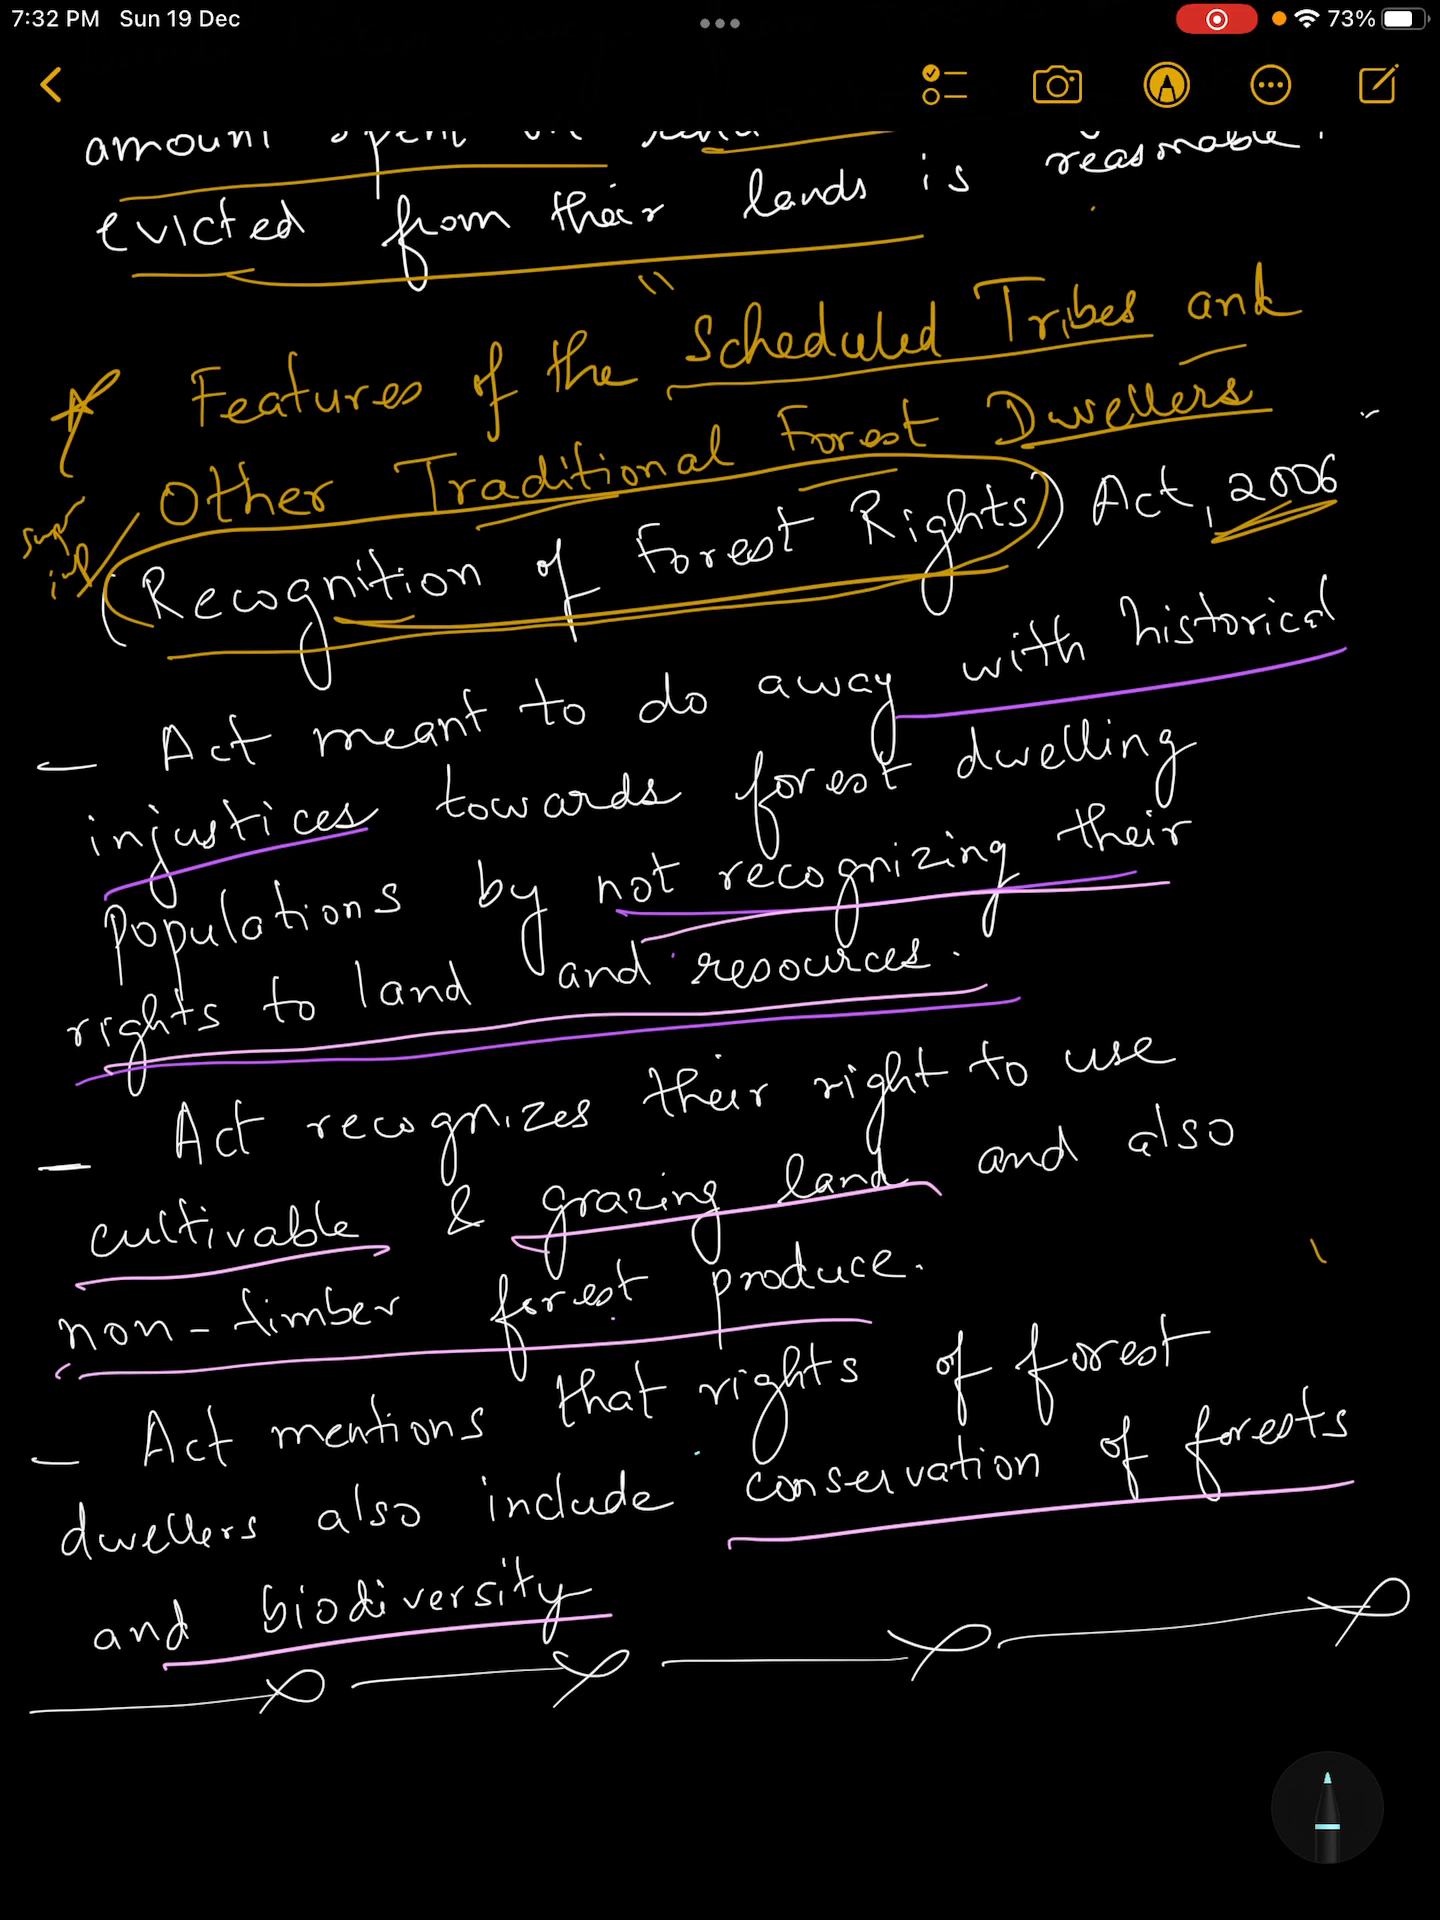 7:32 PM Sun 19 Dec
73%
amount spent on
evicted from their lands is reasonable.
* Features of the "Scheduled Tribes and
Other Traditional Forest Dwellers
(Recognition of Forest Rights) Act, 2006
— Act meant to do away with historical
injustices towards forest dwelling
populations by not recognizing their
rights to land and resources.
— Act recognizes their right to use
cultivable & grazing land and also
non-timber forest produce.
— Act mentions that rights of forest
dwellers also include conservation of forests
and biodiversity